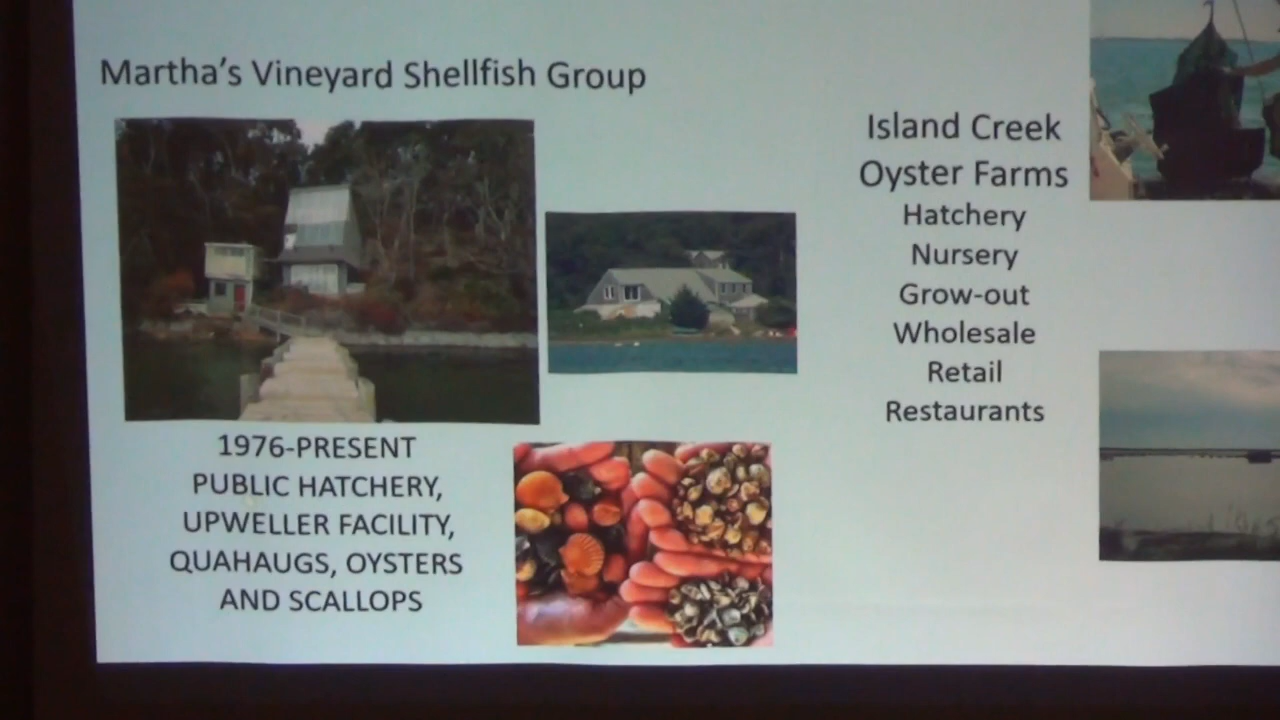 Martha's Vineyard Shellfish Group
1976-PRESENT
PUBLIC HATCHERY,
UPWELLER FACILITY,
QUAHAUGS, OYSTERS
AND SCALLOPS
Island Creek
Oyster Farms
Hatchery
Nursery
Grow-out
Wholesale
Retail
Restaurants